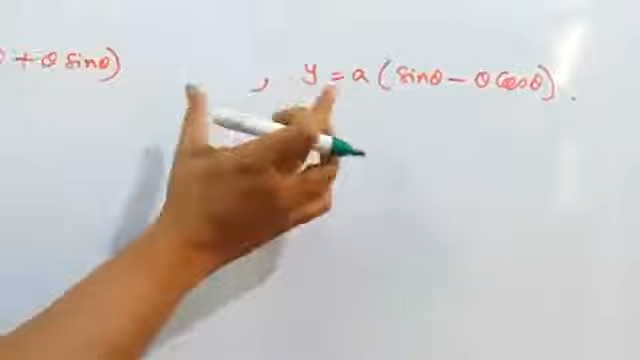 + θ sinθ) , y = a (sinθ − θ cosθ).